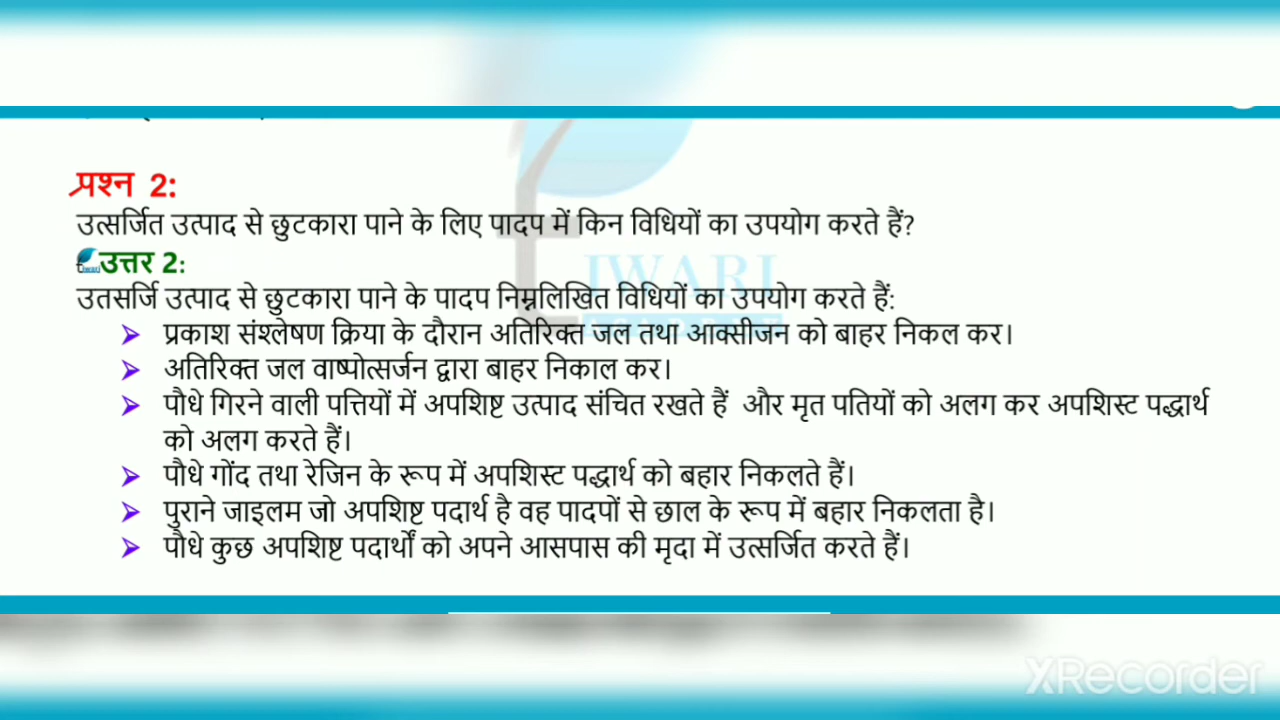 प्रश्न 2:
उत्सर्जित उत्पाद से छुटकारा पाने के लिए पादप में किन विधियों का उपयोग करते हैं?
उत्तर 2:
उतसर्जि उत्पाद से छुटकारा पाने के पादप निम्नलिखित विधियों का उपयोग करते हैं:
➤ प्रकाश संश्लेषण क्रिया के दौरान अतिरिक्त जल तथा आक्सीजन को बाहर निकल कर।
➤ अतिरिक्त जल वाष्पोत्सर्जन द्वारा बाहर निकाल कर।
➤ पौधे गिरने वाली पत्तियों में अपशिष्ट उत्पाद संचित रखते हैं और मृत पतियों को अलग कर अपशिस्ट पद्धार्थ
को अलग करते हैं।
➤ पौधे गोंद तथा रेजिन के रूप में अपशिस्ट पद्धार्थ को बहार निकलते हैं।
➤ पुराने जाइलम जो अपशिष्ट पदार्थ है वह पादपों से छाल के रूप में बहार निकलता है।
➤ पौधे कुछ अपशिष्ट पदार्थों को अपने आसपास की मृदा में उत्सर्जित करते हैं।
IWARI
ACADEMY
XRecorder